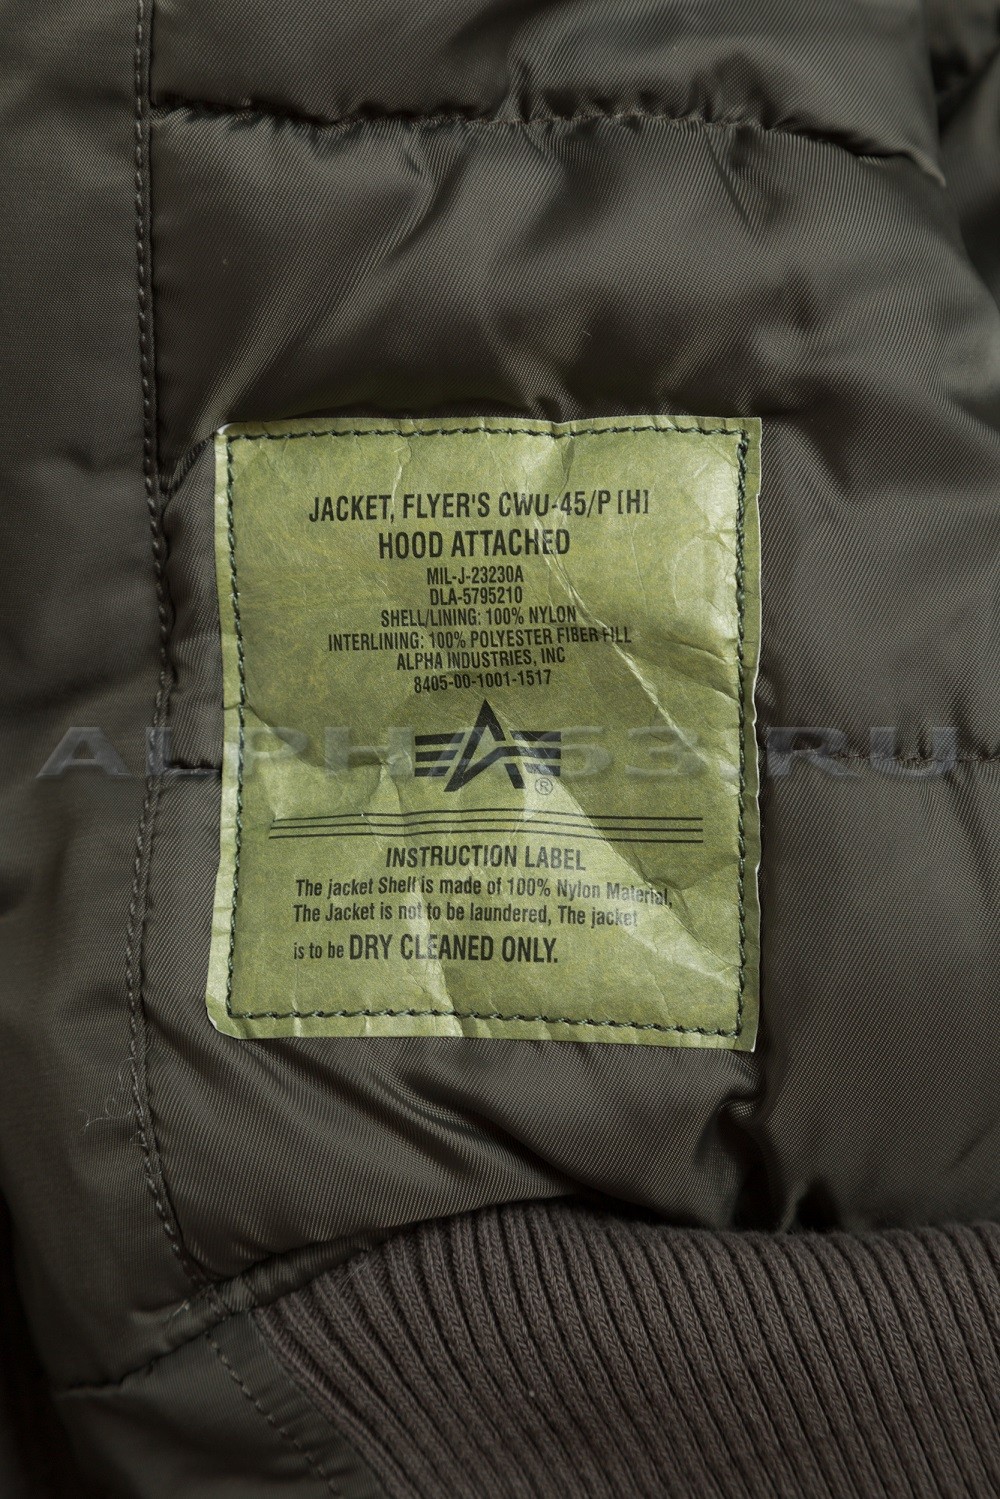 JACKET, FLYER'S CWU-45/P [H]
HOOD ATTACHED
MIL-J-23230A
DLA-5795210
SHELL/LINING: 100% NYLON
INTERLINING: 100% POLYESTER FIBER FILL
ALPHA INDUSTRIES, INC
8405-00-1001-1517
ALPHA63.RU
®
INSTRUCTION LABEL
The jacket Shell is made of 100% Nylon Material,
The Jacket is not to be laundered, The jacket
is to be DRY CLEANED ONLY.